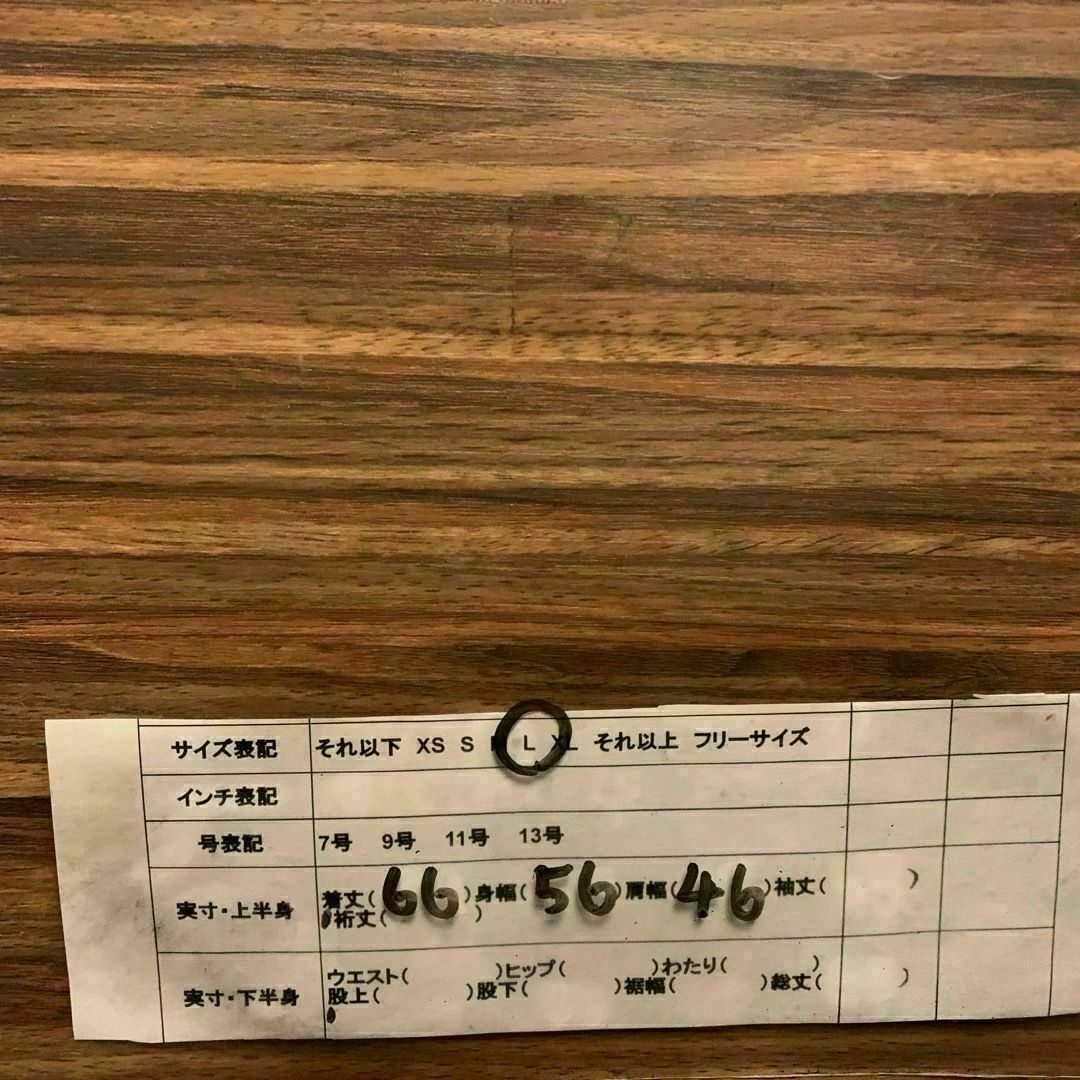 サイズ表記 それ以下 XS S L XL それ以上 フリーサイズ
インチ表記
号表記 7号 9号 11号 13号
実寸・上半身 着丈(66)身幅(56)肩幅(46)袖丈( )
裄丈( )
実寸・下半身 ウエスト( )ヒップ( )わたり( )
股上( )股下( )裾幅( )総丈( )